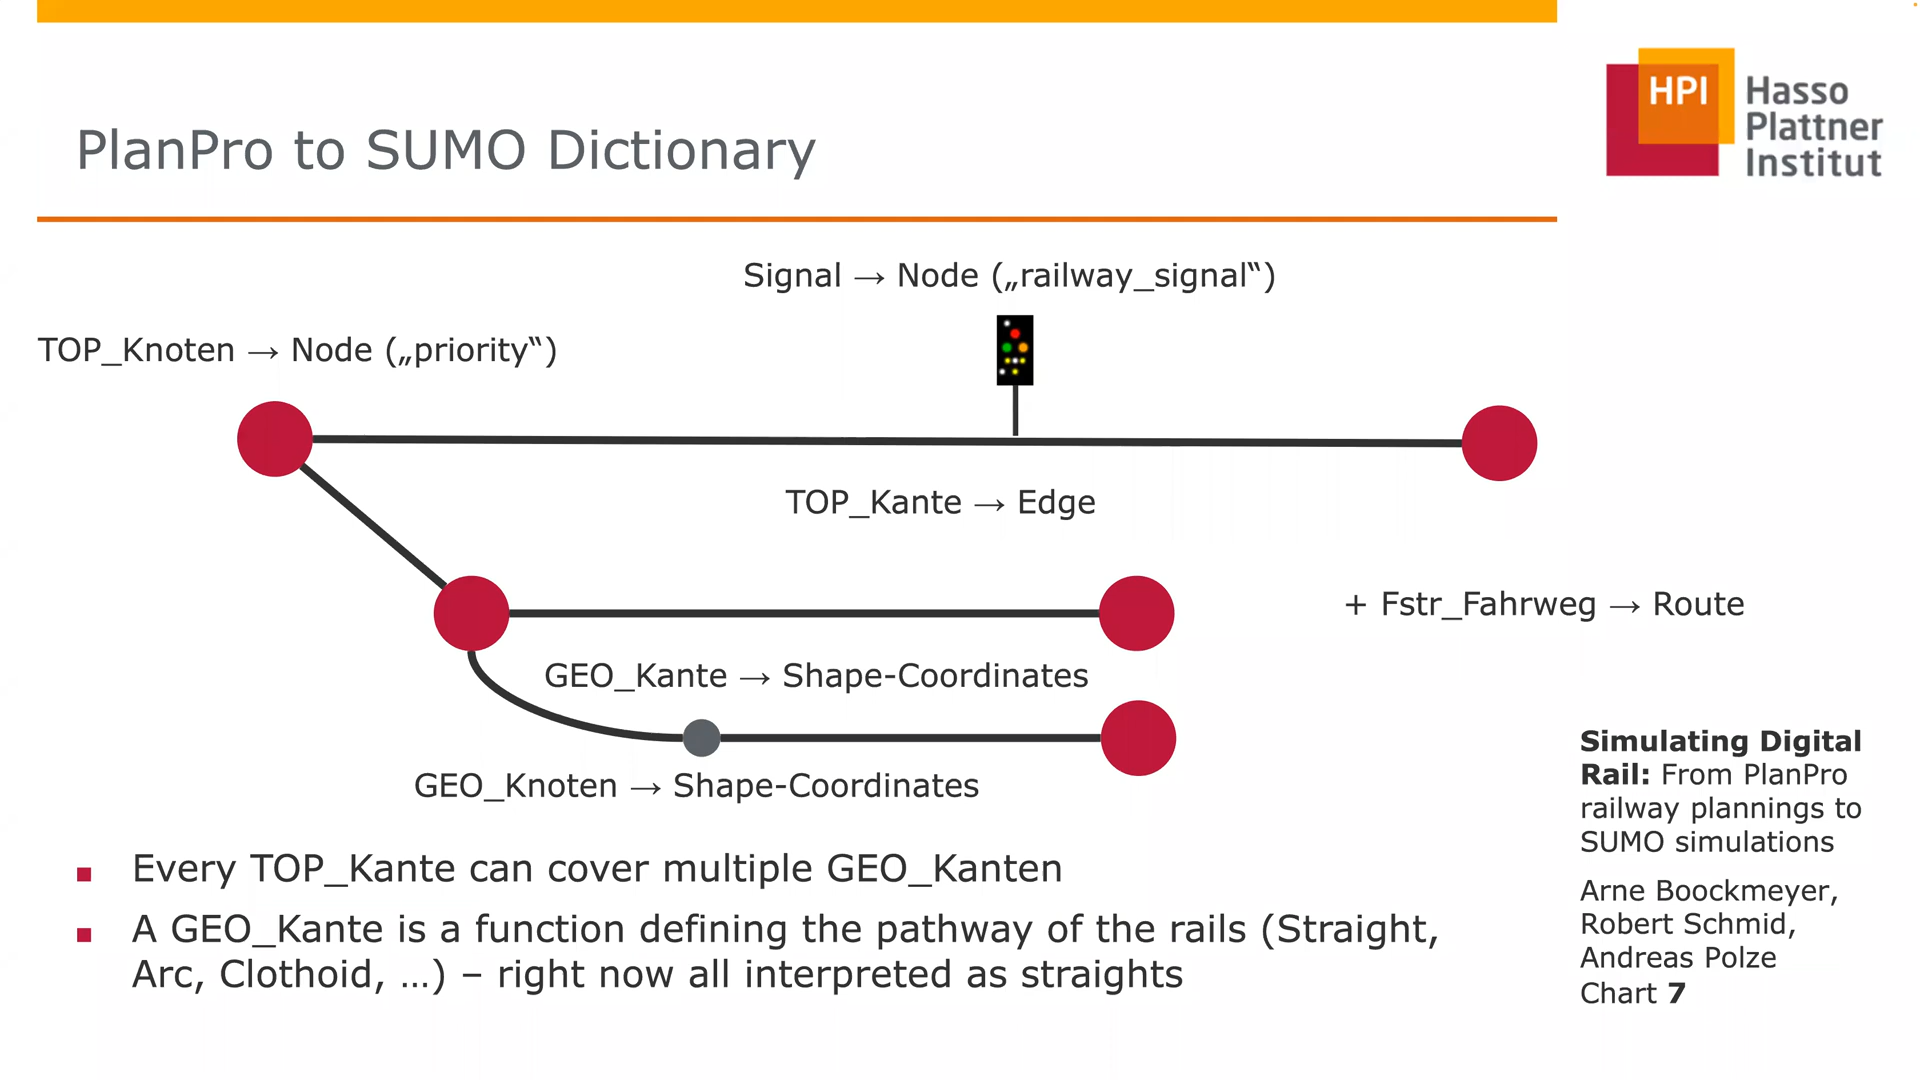 HPI
Hasso
Plattner
Institut
PlanPro to SUMO Dictionary
Signal → Node („railway_signal“)
TOP_Knoten → Node („priority“)
TOP_Kante → Edge
+ Fstr_Fahrweg → Route
GEO_Kante → Shape-Coordinates
GEO_Knoten → Shape-Coordinates
▪ Every TOP_Kante can cover multiple GEO_Kanten
▪ A GEO_Kante is a function defining the pathway of the rails (Straight,
Arc, Clothoid, …) – right now all interpreted as straights
Simulating Digital
Rail: From PlanPro
railway plannings to
SUMO simulations
Arne Boockmeyer,
Robert Schmid,
Andreas Polze
Chart 7